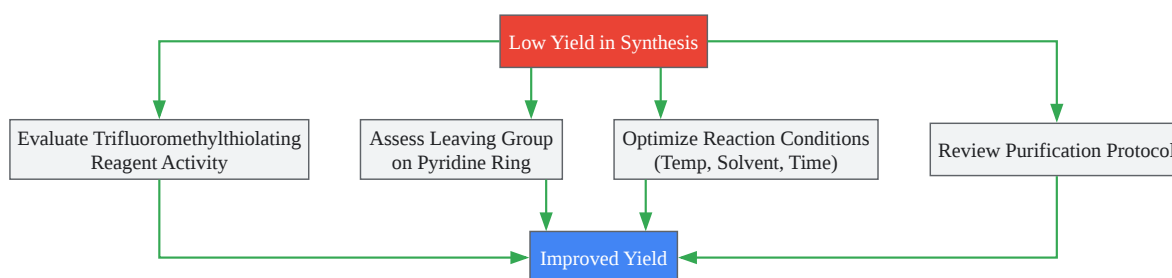 Low Yield in Synthesis
Evaluate Trifluoromethylthiolating
Reagent Activity
Assess Leaving Group
on Pyridine Ring
Optimize Reaction Conditions
(Temp, Solvent, Time)
Review Purification Protocol
Improved Yield